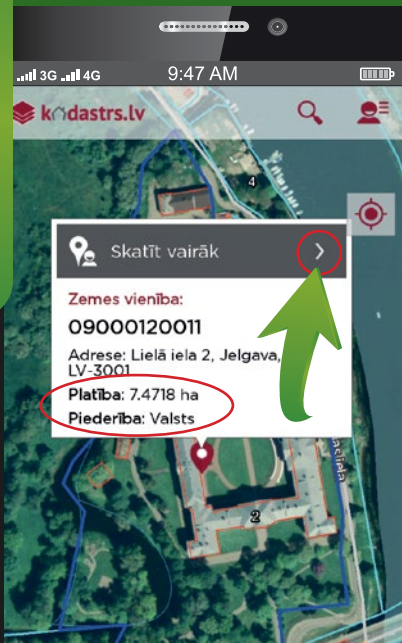 3G 4G 9:47 AM
kadastrs.lv
4
Skatīt vairāk
Zemes vienība:
09000120011
Adrese: Lielā iela 2, Jelgava,
LV-3001
Platība: 7.4718 ha
Piederība: Valsts
2